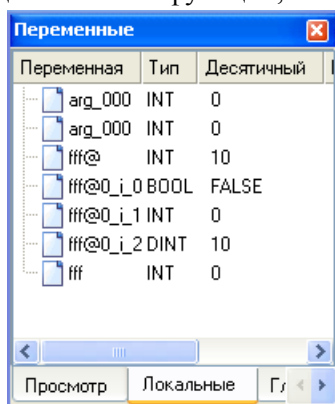 Переменные
Переменная Тип Десятичный
arg_000 INT 0
arg_000 INT 0
fff@ INT 10
fff@0_i_0 BOOL FALSE
fff@0_i_1 INT 0
fff@0_i_2 DINT 10
fff INT 0
Просмотр Локальные Гл